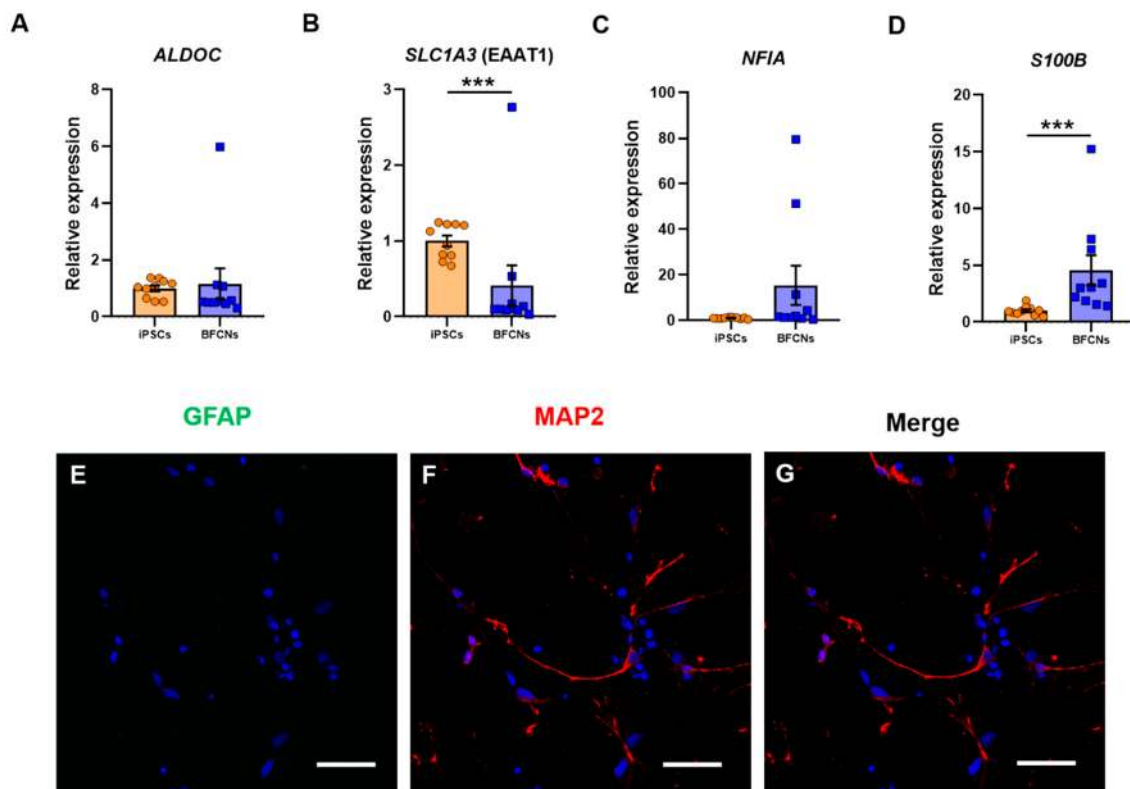 A
ALDOC
Relative expression
8
6
4
2
0
iPSCs
BFCNs
B
SLC1A3 (EAAT1)
***
Relative expression
3
2
1
0
iPSCs
BFCNs
C
NFIA
Relative expression
100
80
60
40
20
0
iPSCs
BFCNs
D
S100B
***
Relative expression
20
15
10
5
0
iPSCs
BFCNs
GFAP
MAP2
Merge
E
F
G